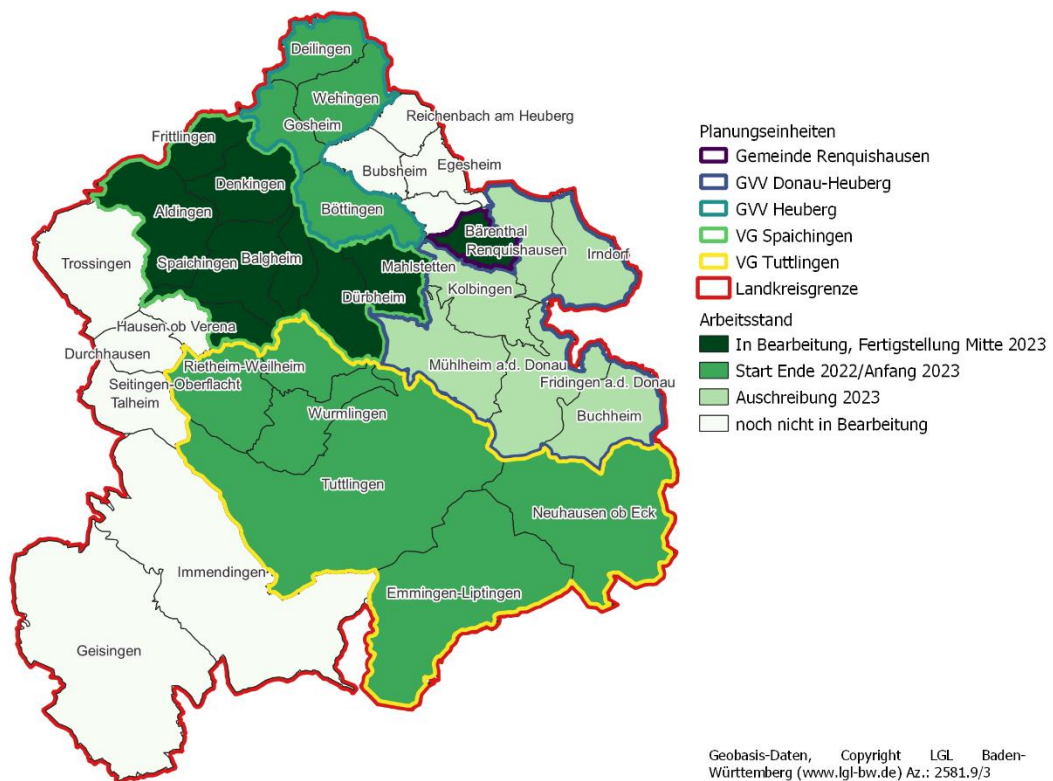 Deilingen
Wehingen
Reichenbach am Heuberg
Gosheim
Frittlingen
Egesheim
Bubsheim
Denkingen
Aldingen
Böttingen
Bärenthal
Renquishausen
Irndorf
Trossingen
Spaichingen
Balgheim
Mahlstetten
Kolbingen
Dürbheim
Hausen ob Verena
Durchhausen
Rietheim-Weilheim
Mühlheim a.d. Donau
Seitingen-Oberflacht
Fridingen a.d. Donau
Talheim
Wurmlingen
Buchheim
Tuttlingen
Neuhausen ob Eck
Immendingen
Emmingen-Liptingen
Geisingen
Planungseinheiten
Gemeinde Renquishausen
GVV Donau-Heuberg
GVV Heuberg
VG Spaichingen
VG Tuttlingen
Landkreisgrenze
Arbeitsstand
In Bearbeitung, Fertigstellung Mitte 2023
Start Ende 2022/Anfang 2023
Auschreibung 2023
noch nicht in Bearbeitung
Geobasis-Daten, Copyright LGL Baden-
Württemberg (www.lgl-bw.de) Az.: 2581.9/3